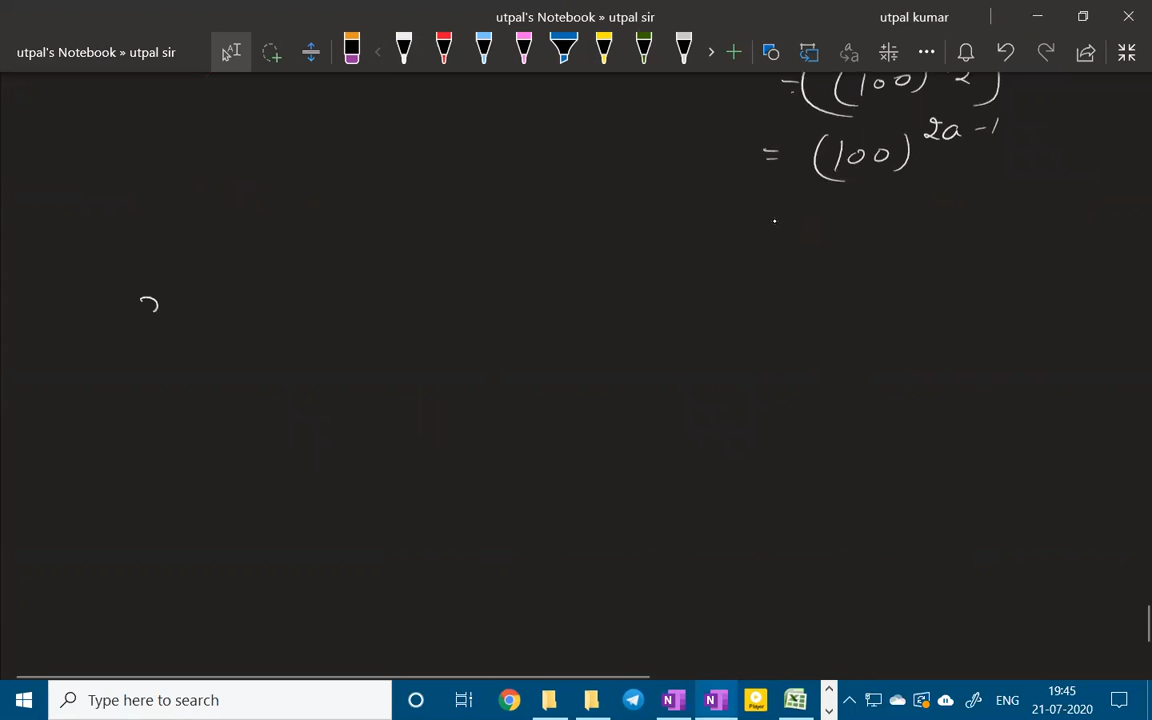 utpal's Notebook » utpal sir
utpal kumar
utpal's Notebook » utpal sir
= (100)^{2a-1}
Type here to search
ENG
19:45
21-07-2020